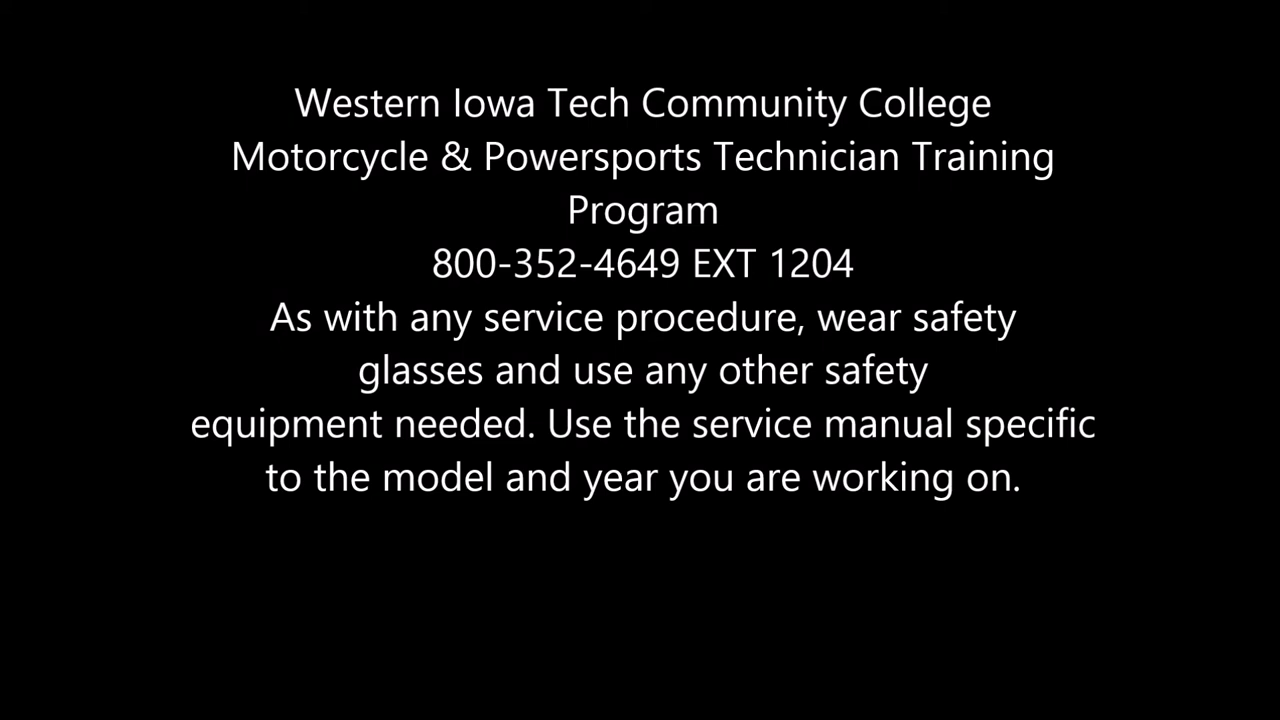 Western Iowa Tech Community College
Motorcycle & Powersports Technician Training
Program
800-352-4649 EXT 1204
As with any service procedure, wear safety
glasses and use any other safety
equipment needed. Use the service manual specific
to the model and year you are working on.